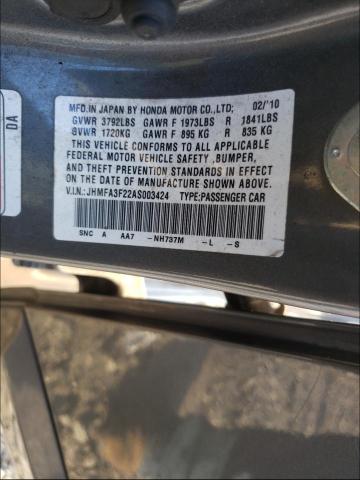 MFD.IN JAPAN BY HONDA MOTOR CO.,LTD; 02/'10
GVWR 3792LBS GAWR F 1973LBS R 1841LBS
GVWR 1720KG GAWR F 895 KG R 835 KG
THIS VEHICLE CONFORMS TO ALL APPLICABLE
FEDERAL MOTOR VEHICLE SAFETY ,BUMPER,
AND THEFT PREVENTION STANDARDS IN EFFECT
ON THE DATE OF MANUFACTURE SHOWN ABOVE.
V.I.N.:JHMFA3F22AS003424 TYPE:PASSENGER CAR
SNC A AA7 -NH737M -L -S
DA